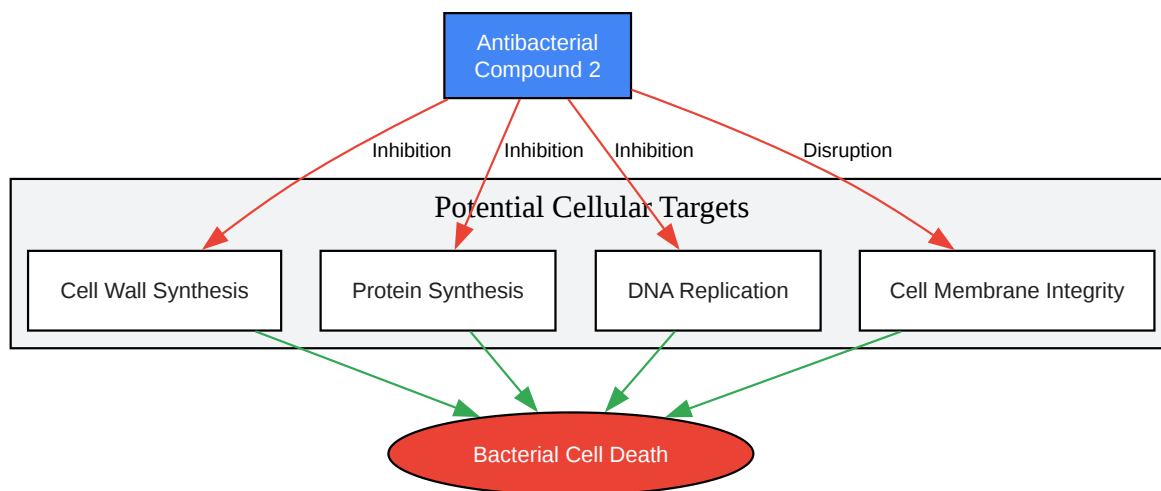 Antibacterial
Compound 2
Inhibition
Inhibition
Inhibition
Disruption
Potential Cellular Targets
Cell Wall Synthesis
Protein Synthesis
DNA Replication
Cell Membrane Integrity
Bacterial Cell Death